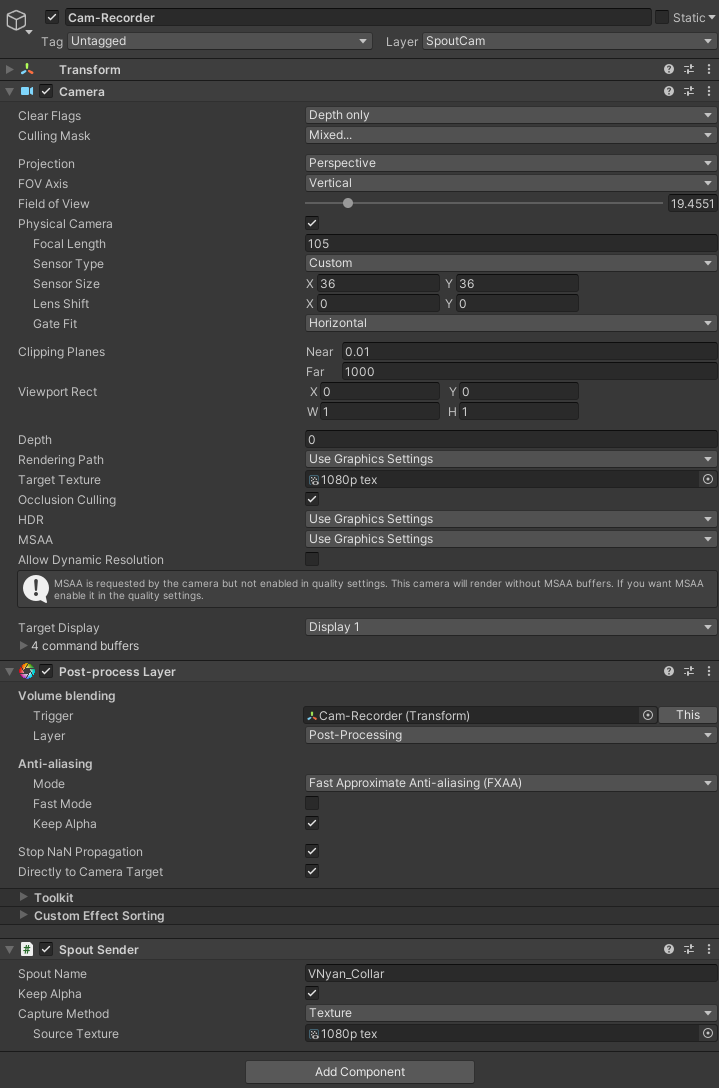 Cam-Recorder Static
Tag Untagged Layer SpoutCam
Transform
Camera
Clear Flags Depth only
Culling Mask Mixed...
Projection Perspective
FOV Axis Vertical
Field of View 19.4551
Physical Camera
Focal Length 105
Sensor Type Custom
Sensor Size X 36 Y 36
Lens Shift X 0 Y 0
Gate Fit Horizontal
Clipping Planes Near 0.01
Far 1000
Viewport Rect X 0 Y 0
W 1 H 1
Depth 0
Rendering Path Use Graphics Settings
Target Texture 1080p tex
Occlusion Culling
HDR Use Graphics Settings
MSAA Use Graphics Settings
Allow Dynamic Resolution
MSAA is requested by the camera but not enabled in quality settings. This camera will render without MSAA buffers. If you want MSAA
enable it in the quality settings.
Target Display Display 1
4 command buffers
Post-process Layer
Volume blending
Trigger Cam-Recorder (Transform) This
Layer Post-Processing
Anti-aliasing
Mode Fast Approximate Anti-aliasing (FXAA)
Fast Mode
Keep Alpha
Stop NaN Propagation
Directly to Camera Target
Toolkit
Custom Effect Sorting
# Spout Sender
Spout Name VNyan_Collar
Keep Alpha
Capture Method Texture
Source Texture 1080p tex
Add Component